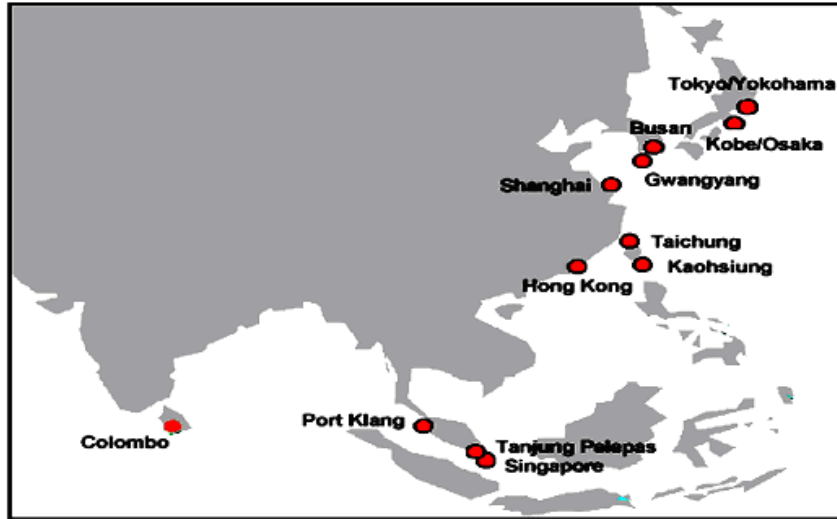 Tokyo/Yokohama
Busan
Kobe/Osaka
Gwangyang
Shanghai
Taichung
Kaohsiung
Hong Kong
Port Klang
Colombo
Tanjung Pelepas
Singapore